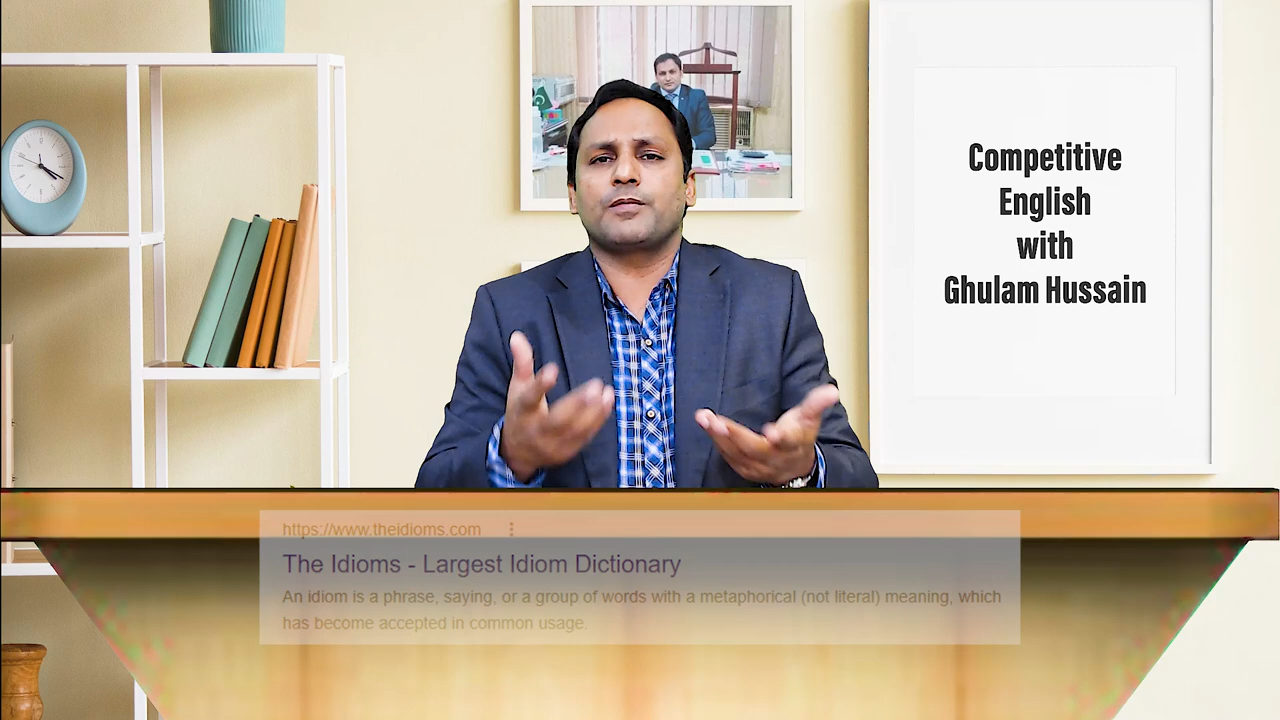 Competitive
English
with
Ghulam Hussain
https://www.theidioms.com
The Idioms - Largest Idiom Dictionary
An idiom is a phrase, saying, or a group of words with a metaphorical (not literal) meaning, which
has become accepted in common usage.